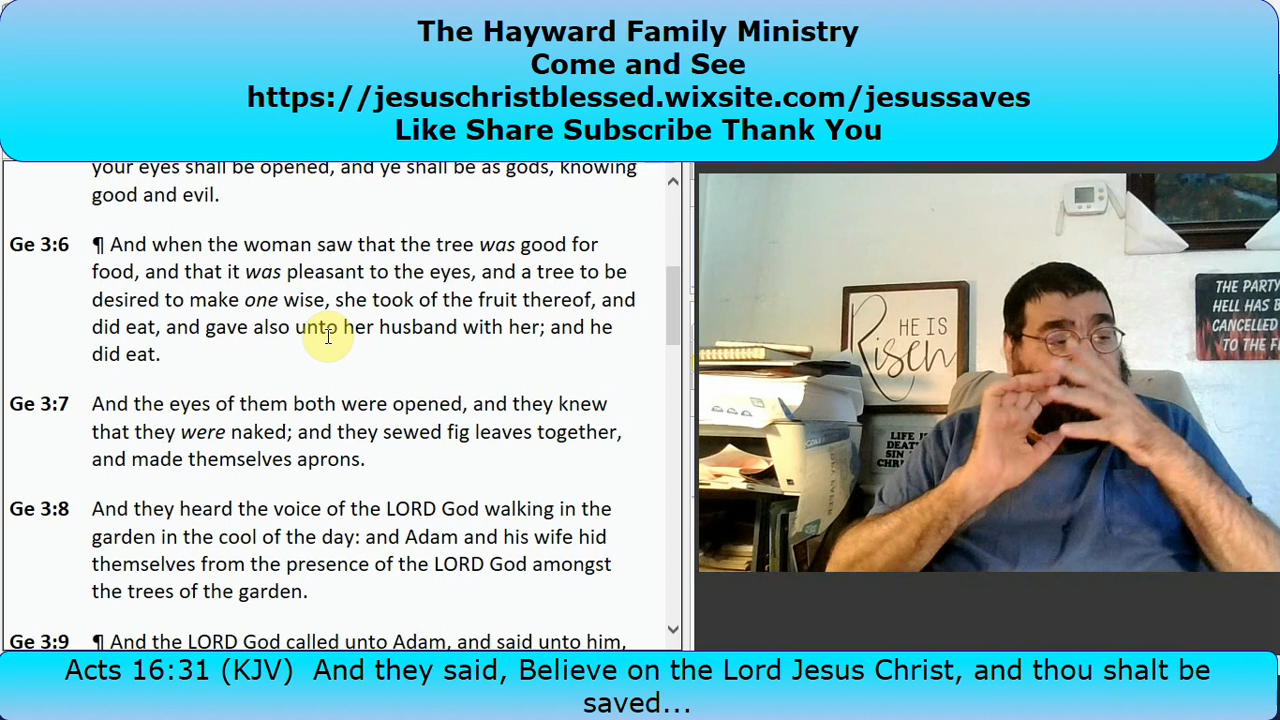 The Hayward Family Ministry
Come and See
https://jesuschristblessed.wixsite.com/jesussaves
Like Share Subscribe Thank You
your eyes shall be opened, and ye shall be as gods, knowing
good and evil.
Ge 3:6 ¶ And when the woman saw that the tree was good for
food, and that it was pleasant to the eyes, and a tree to be
desired to make one wise, she took of the fruit thereof, and
did eat, and gave also unto her husband with her; and he
did eat.
Ge 3:7 And the eyes of them both were opened, and they knew
that they were naked; and they sewed fig leaves together,
and made themselves aprons.
Ge 3:8 And they heard the voice of the LORD God walking in the
garden in the cool of the day: and Adam and his wife hid
themselves from the presence of the LORD God amongst
the trees of the garden.
Ge 3:9 ¶ And the LORD God called unto Adam, and said unto him,
HE IS
Risen
LIFE
SIN
THE PARTY
HELL HAS B
CANCELLED
TO THE FI
Acts 16:31 (KJV) And they said, Believe on the Lord Jesus Christ, and thou shalt be
saved...